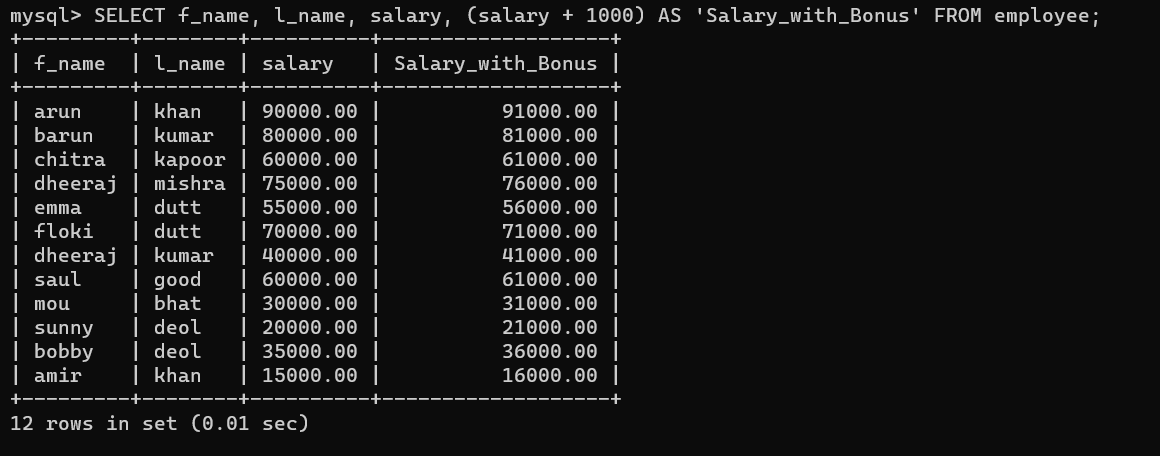 mysql> SELECT f_name, l_name, salary, (salary + 1000) AS 'Salary_with_Bonus' FROM employee;
+---------+--------+----------+-------------------+
| f_name  | l_name | salary   | Salary_with_Bonus |
+---------+--------+----------+-------------------+
| arun    | khan   | 90000.00 |          91000.00 |
| barun   | kumar  | 80000.00 |          81000.00 |
| chitra  | kapoor | 60000.00 |          61000.00 |
| dheeraj | mishra | 75000.00 |          76000.00 |
| emma    | dutt   | 55000.00 |          56000.00 |
| floki   | dutt   | 70000.00 |          71000.00 |
| dheeraj | kumar  | 40000.00 |          41000.00 |
| saul    | good   | 60000.00 |          61000.00 |
| mou     | bhat   | 30000.00 |          31000.00 |
| sunny   | deol   | 20000.00 |          21000.00 |
| bobby   | deol   | 35000.00 |          36000.00 |
| amir    | khan   | 15000.00 |          16000.00 |
+---------+--------+----------+-------------------+
12 rows in set (0.01 sec)